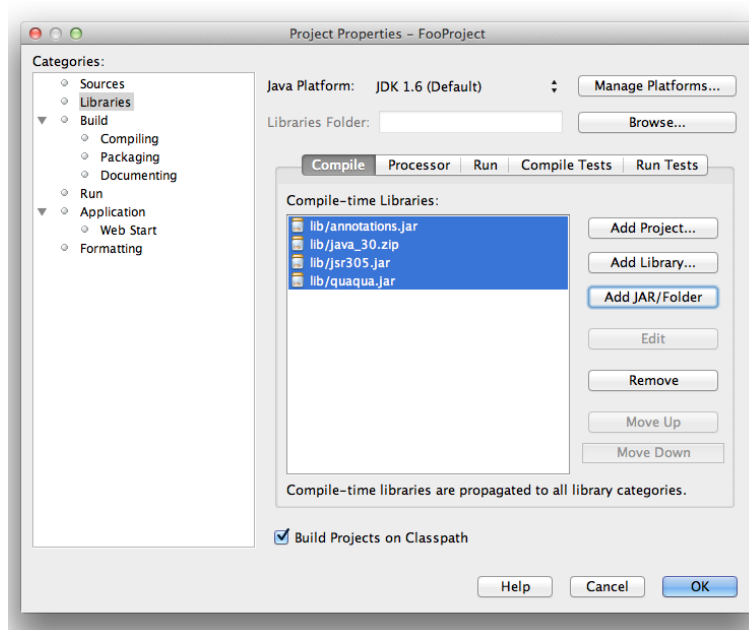 Project Properties – FooProject
Categories:
Sources
Libraries
Build
Compiling
Packaging
Documenting
Run
Application
Web Start
Formatting
Java Platform: JDK 1.6 (Default) Manage Platforms...
Libraries Folder: Browse...
Compile Processor Run Compile Tests Run Tests
Compile-time Libraries:
lib/annotations.jar
lib/java_30.zip
lib/jsr305.jar
lib/quaqua.jar
Add Project...
Add Library...
Add JAR/Folder
Edit
Remove
Move Up
Move Down
Compile-time libraries are propagated to all library categories.
Build Projects on Classpath
Help Cancel OK